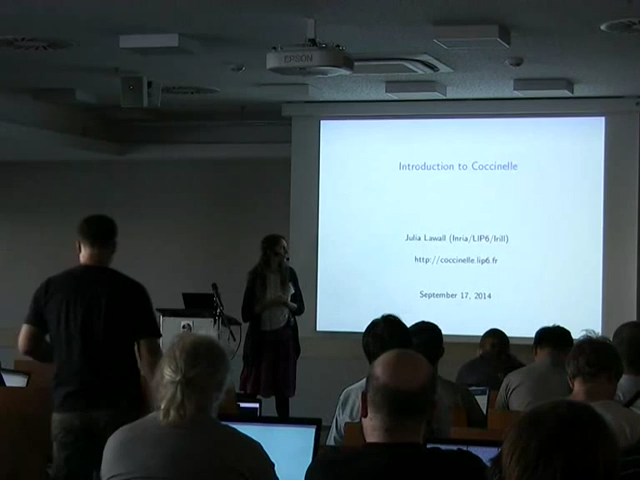 EPSON
Introduction to Coccinelle
Julia Lawall (Inria/LIP6/Irill)
http://coccinelle.lip6.fr
September 17, 2014